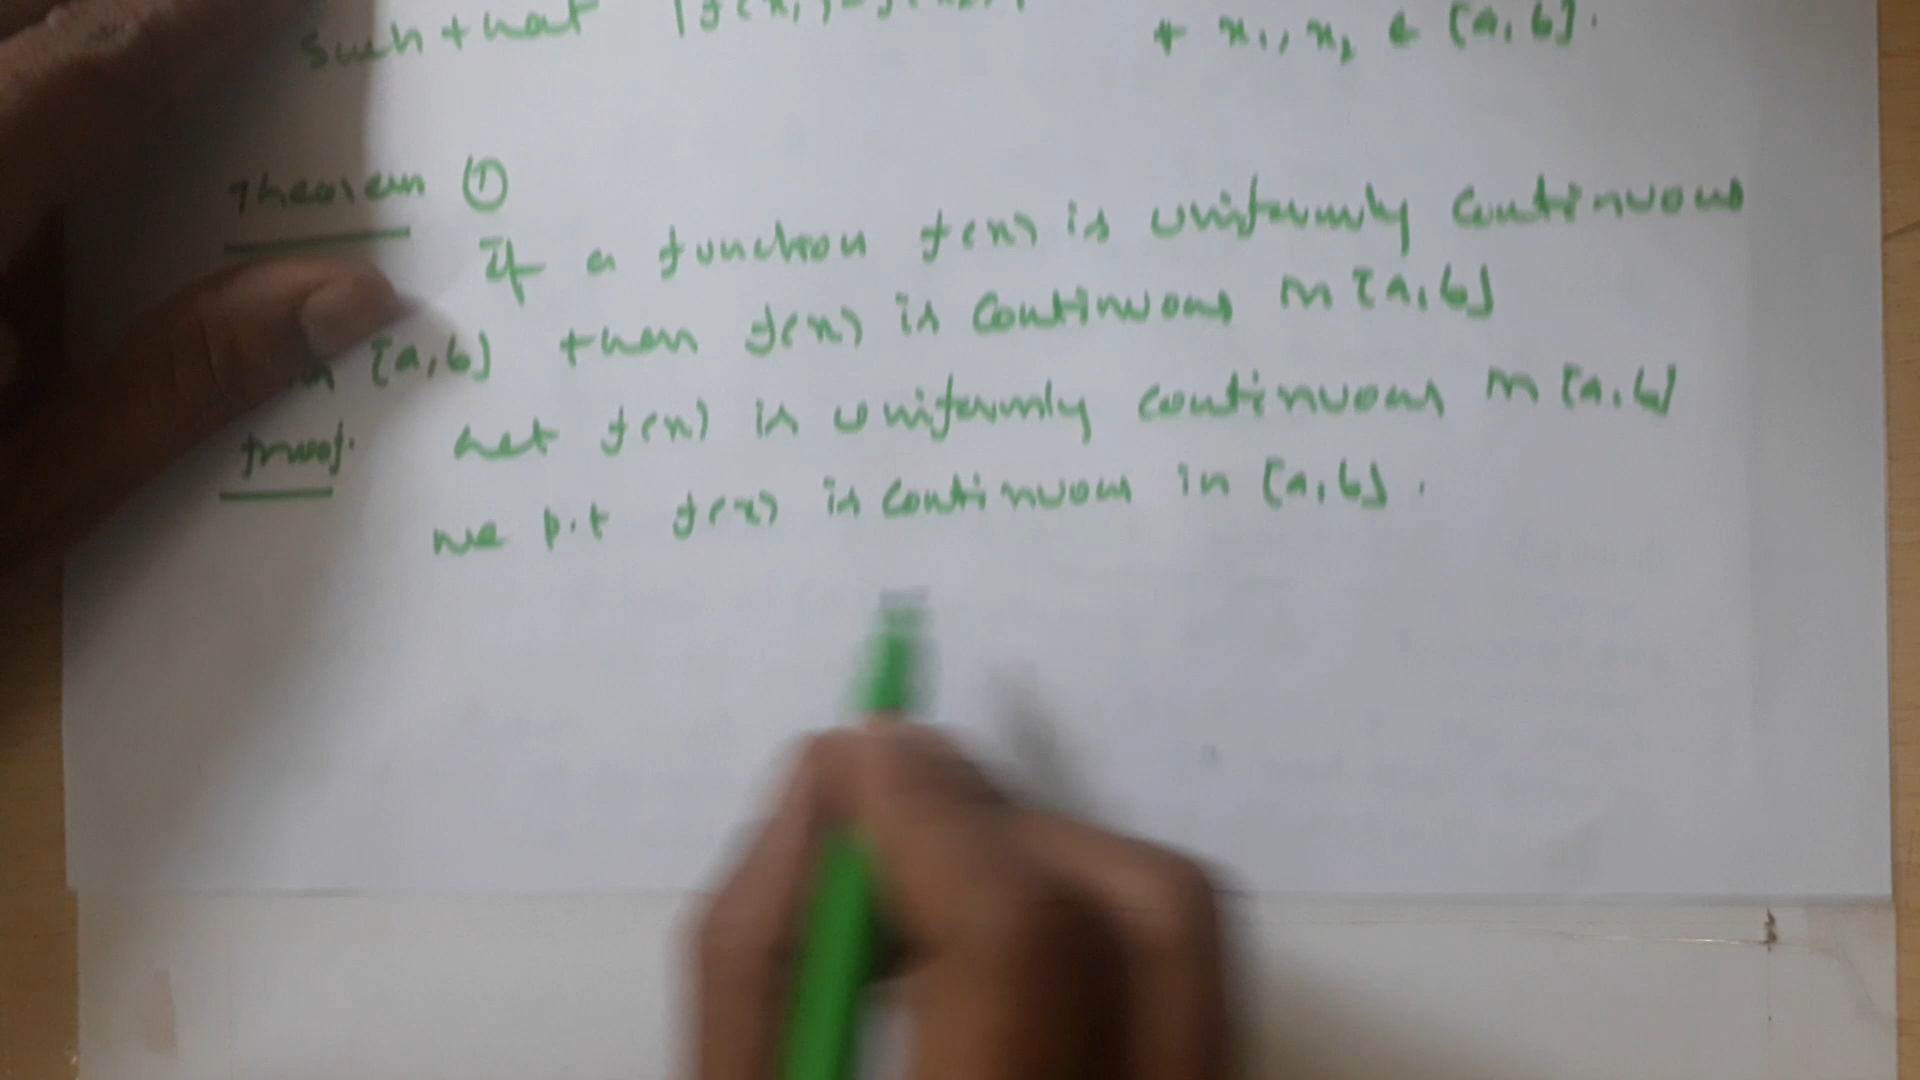 such that
x₁, x₂ ∈ [a, b].
Theorem ①
If a function f(x) is uniformly continuous
in [a, b] then f(x) is continuous in [a, b]
Proof. Let f(x) is uniformly continuous in [a, b]
we p.t f(x) is continuous in [a, b].